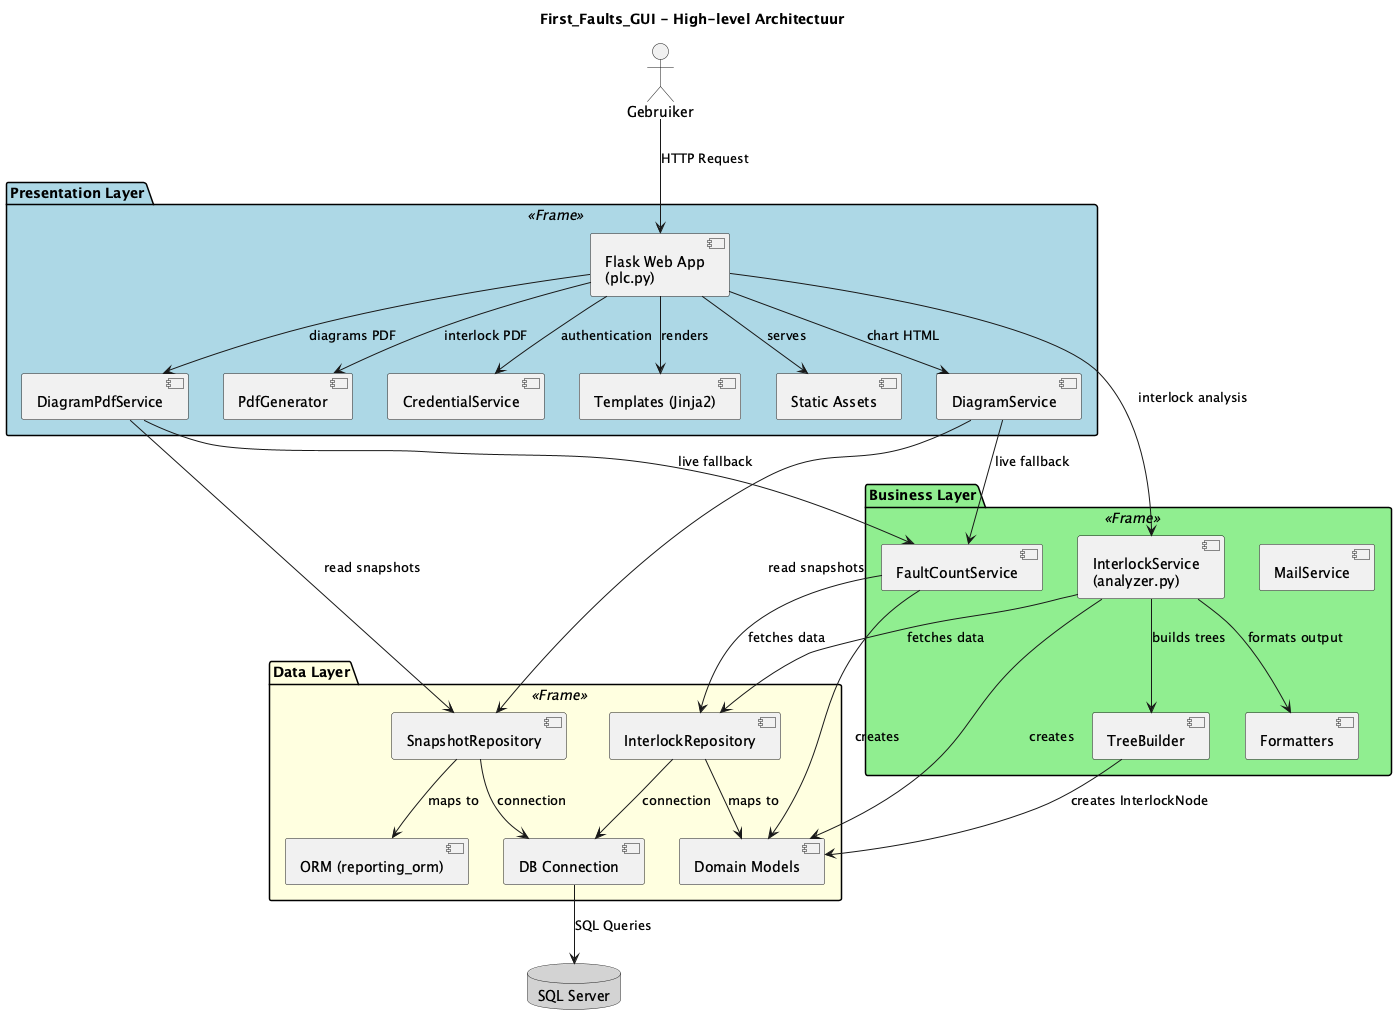 First_Faults_GUI - High-level Architectuur
Gebruiker
HTTP Request
Presentation Layer
«Frame»
Flask Web App
(plc.py)
diagrams PDF
interlock PDF
authentication
renders
serves
chart HTML
interlock analysis
DiagramPdfService
PdfGenerator
CredentialService
Templates (Jinja2)
Static Assets
DiagramService
live fallback
live fallback
Business Layer
«Frame»
read snapshots
read snapshots
FaultCountService
InterlockService
(analyzer.py)
MailService
fetches data
fetches data
builds trees
formats output
Data Layer
«Frame»
SnapshotRepository
InterlockRepository
creates
creates
TreeBuilder
Formatters
maps to
connection
connection
maps to
creates InterlockNode
ORM (reporting_orm)
DB Connection
Domain Models
SQL Queries
SQL Server